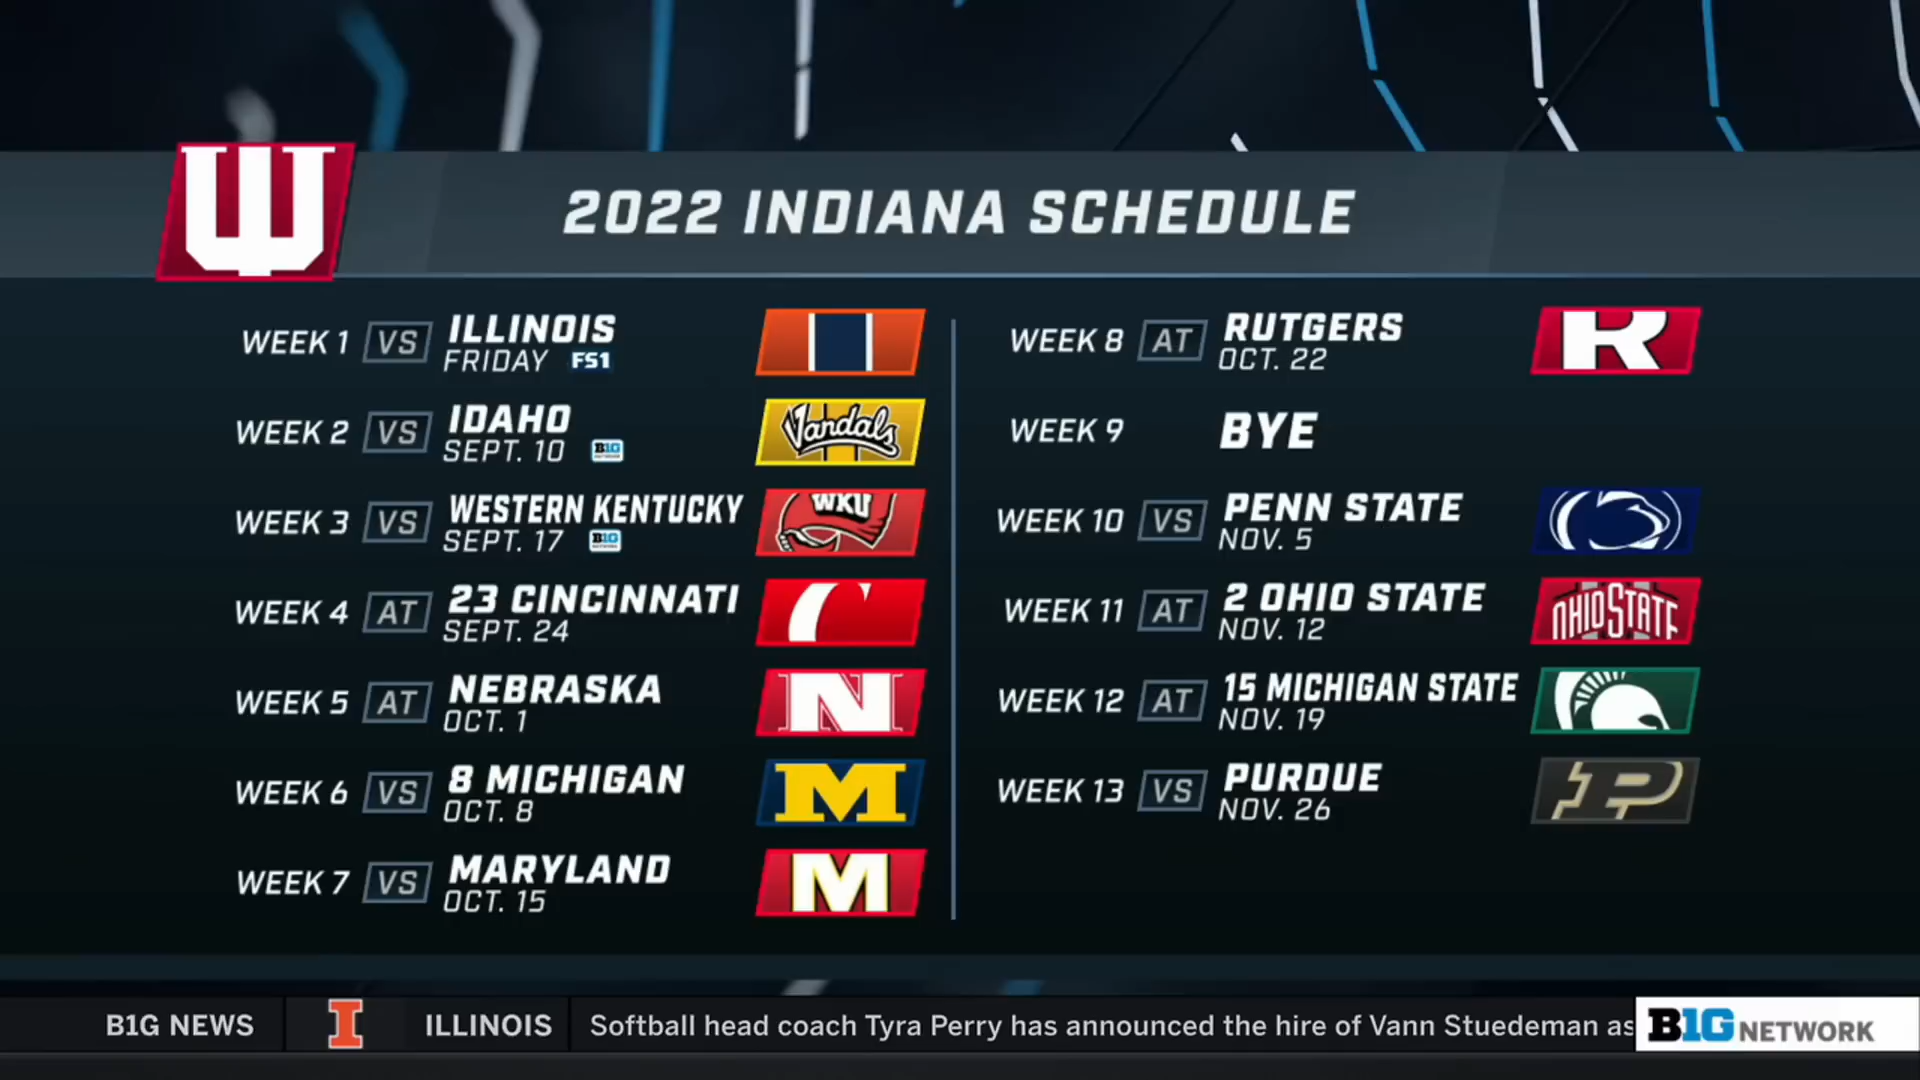 2022 INDIANA SCHEDULE
WEEK 1 VS ILLINOIS
FRIDAY FS1
WEEK 2 VS IDAHO
SEPT. 10 B1G NETWORK
Vandals
WEEK 3 VS WESTERN KENTUCKY
SEPT. 17 B1G NETWORK
WKU
WEEK 4 AT 23 CINCINNATI
SEPT. 24
WEEK 5 AT NEBRASKA
OCT. 1
N
WEEK 6 VS 8 MICHIGAN
OCT. 8
M
WEEK 7 VS MARYLAND
OCT. 15
M
WEEK 8 AT RUTGERS
OCT. 22
R
WEEK 9 BYE
WEEK 10 VS PENN STATE
NOV. 5
WEEK 11 AT 2 OHIO STATE
NOV. 12
OHIO STATE
WEEK 12 AT 15 MICHIGAN STATE
NOV. 19
WEEK 13 VS PURDUE
NOV. 26
P
B1G NEWS I ILLINOIS Softball head coach Tyra Perry has announced the hire of Vann Stuedeman as B1G NETWORK